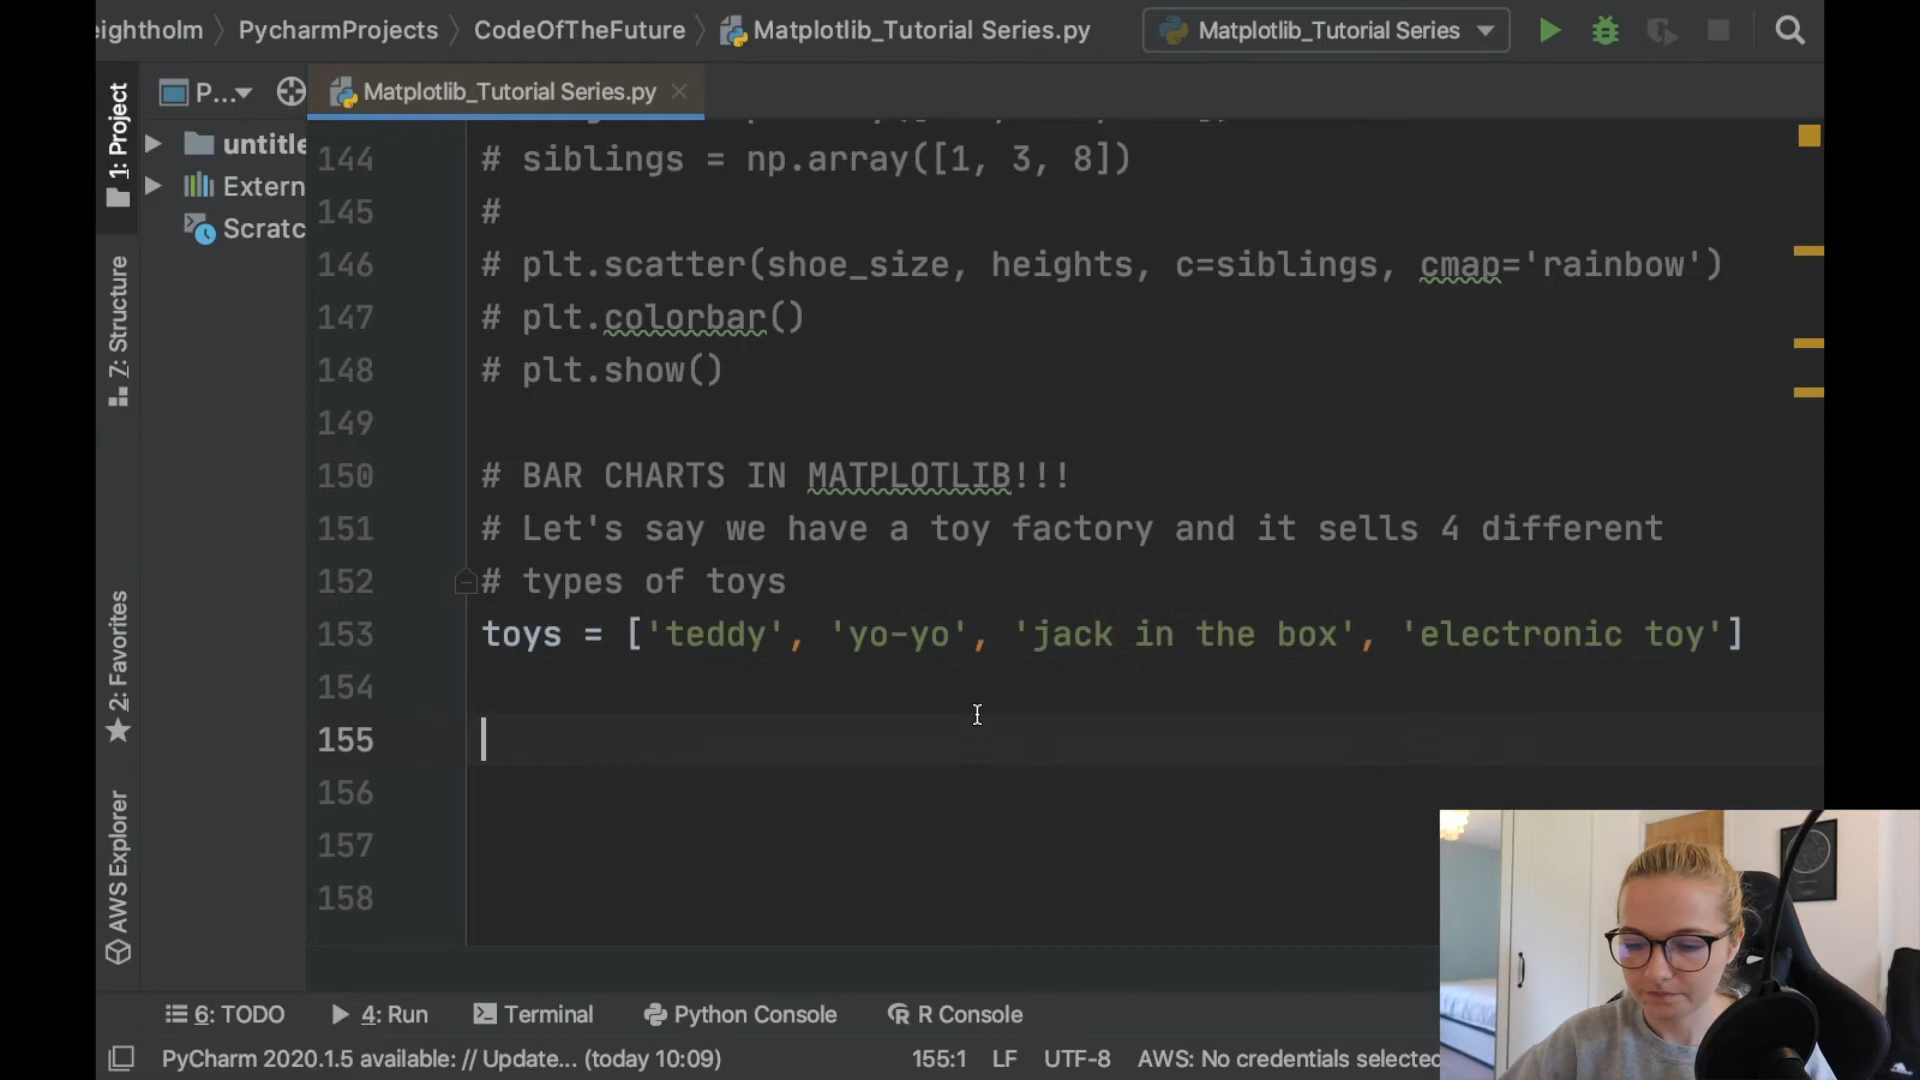 eightholm PycharmProjects CodeOfTheFuture Matplotlib_Tutorial Series.py Matplotlib_Tutorial Series
P... Matplotlib_Tutorial Series.py
1: Project
untitle
Extern
Scratc
Z: Structure
2: Favorites
AWS Explorer
144 # siblings = np.array([1, 3, 8])
145 #
146 # plt.scatter(shoe_size, heights, c=siblings, cmap='rainbow')
147 # plt.colorbar()
148 # plt.show()
149
150 # BAR CHARTS IN MATPLOTLIB!!!
151 # Let's say we have a toy factory and it sells 4 different
152 # types of toys
153 toys = ['teddy', 'yo-yo', 'jack in the box', 'electronic toy']
154
155
156
157
158
6: TODO 4: Run Terminal Python Console R Console
PyCharm 2020.1.5 available: // Update... (today 10:09) 155:1 LF UTF-8 AWS: No credentials selected